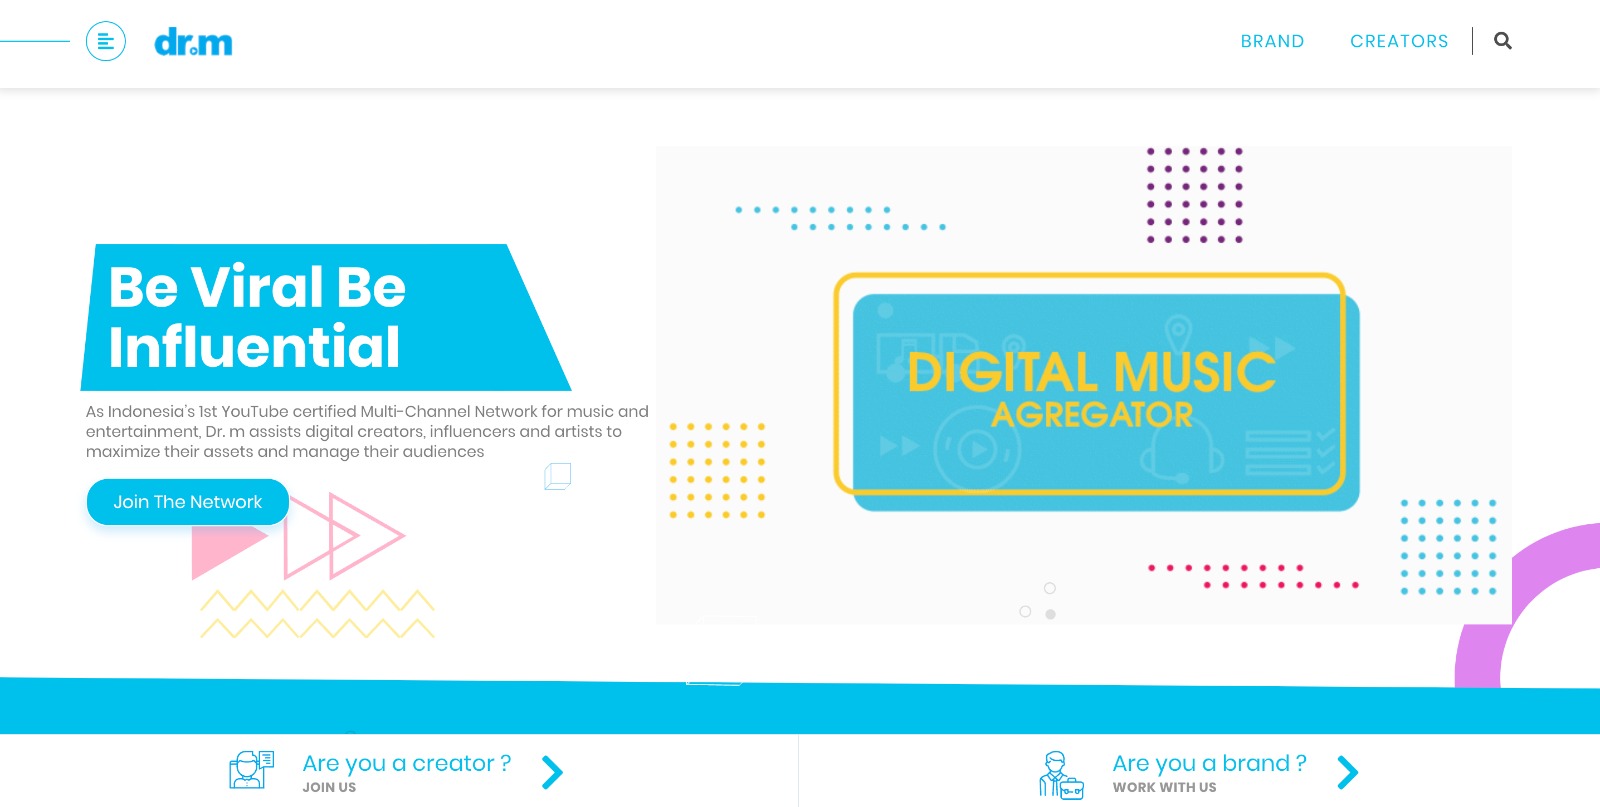 dr.m
BRAND
CREATORS
Be Viral Be
Influential
As Indonesia's 1st YouTube certified Multi-Channel Network for music and
entertainment, Dr. m assists digital creators, influencers and artists to
maximize their assets and manage their audiences
Join The Network
DIGITAL MUSIC
AGREGATOR
Are you a creator ?
JOIN US
Are you a brand ?
WORK WITH US